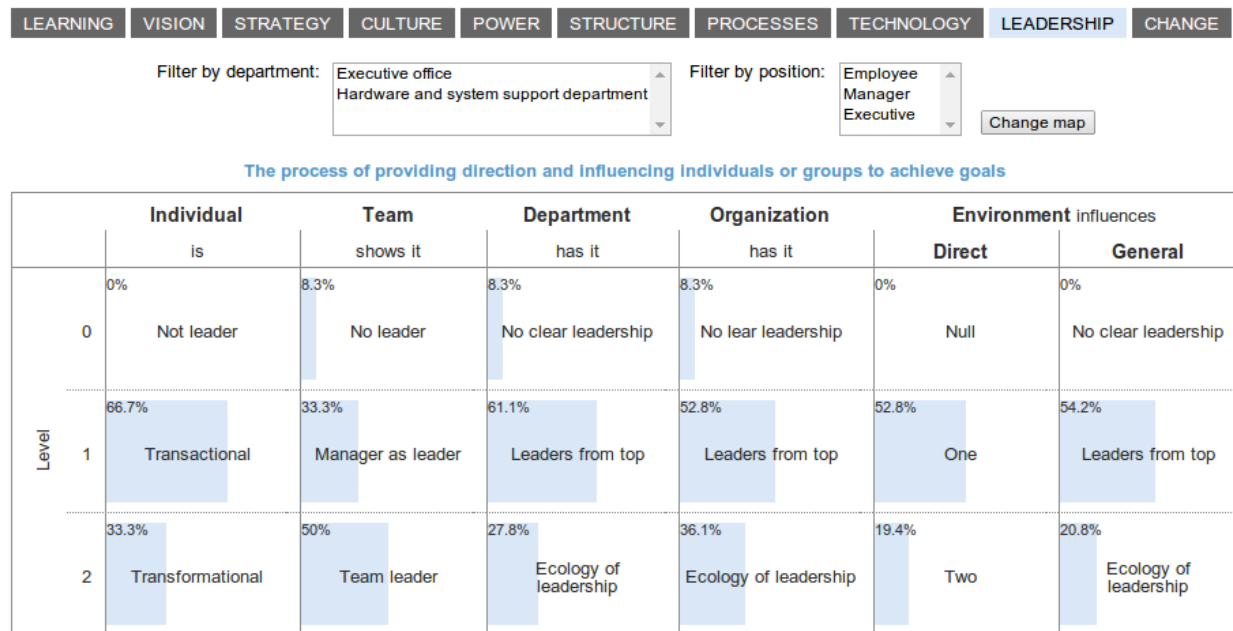 LEARNING VISION STRATEGY CULTURE POWER STRUCTURE PROCESSES TECHNOLOGY LEADERSHIP CHANGE
Filter by department: Executive office Filter by position: Employee
Hardware and system support department Manager
Executive Change map
The process of providing direction and influencing individuals or groups to achieve goals
Individual Team Department Organization Environment influences
is shows it has it has it Direct General
0% 8.3% 8.3% 8.3% 0% 0%
0 Not leader No leader No clear leadership No lear leadership Null No clear leadership
66.7% 33.3% 61.1% 52.8% 52.8% 54.2%
Level 1 Transactional Manager as leader Leaders from top Leaders from top One Leaders from top
33.3% 50% 27.8% 36.1% 19.4% 20.8%
2 Transformational Team leader Ecology of leadership Ecology of leadership Two Ecology of leadership